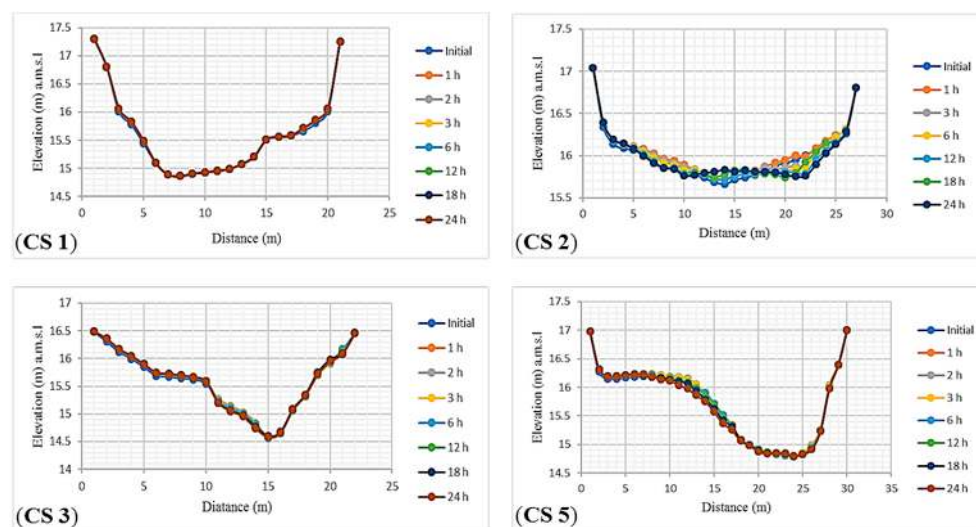 17.5
17
16.5
16
15.5
15
14.5
Elevation (m) a.m.s.l
0 5 10 15 20 25
Distance (m)
Initial
1 h
2 h
3 h
6 h
12 h
18 h
24 h
(CS 1)
17.5
17
16.5
16
15.5
Elevation (m) a.m.s.l
0 5 10 15 20 25 30
Distance (m)
Initial
1 h
3 h
6 h
12 h
18 h
24 h
(CS 2)
17
16.5
16
15.5
15
14.5
14
Elevation (m) a.m.s.l
0 5 10 15 20 25
Diatance (m)
Initial
1 h
2 h
3 h
6 h
12 h
18 h
24 h
(CS 3)
17.5
17
16.5
16
15.5
15
14.5
Elevation (m) a.m.s.l
0 5 10 15 20 25 30 35
Distance (m)
Initial
1 h
2 h
3 h
6 h
12 h
18 h
24 h
(CS 5)